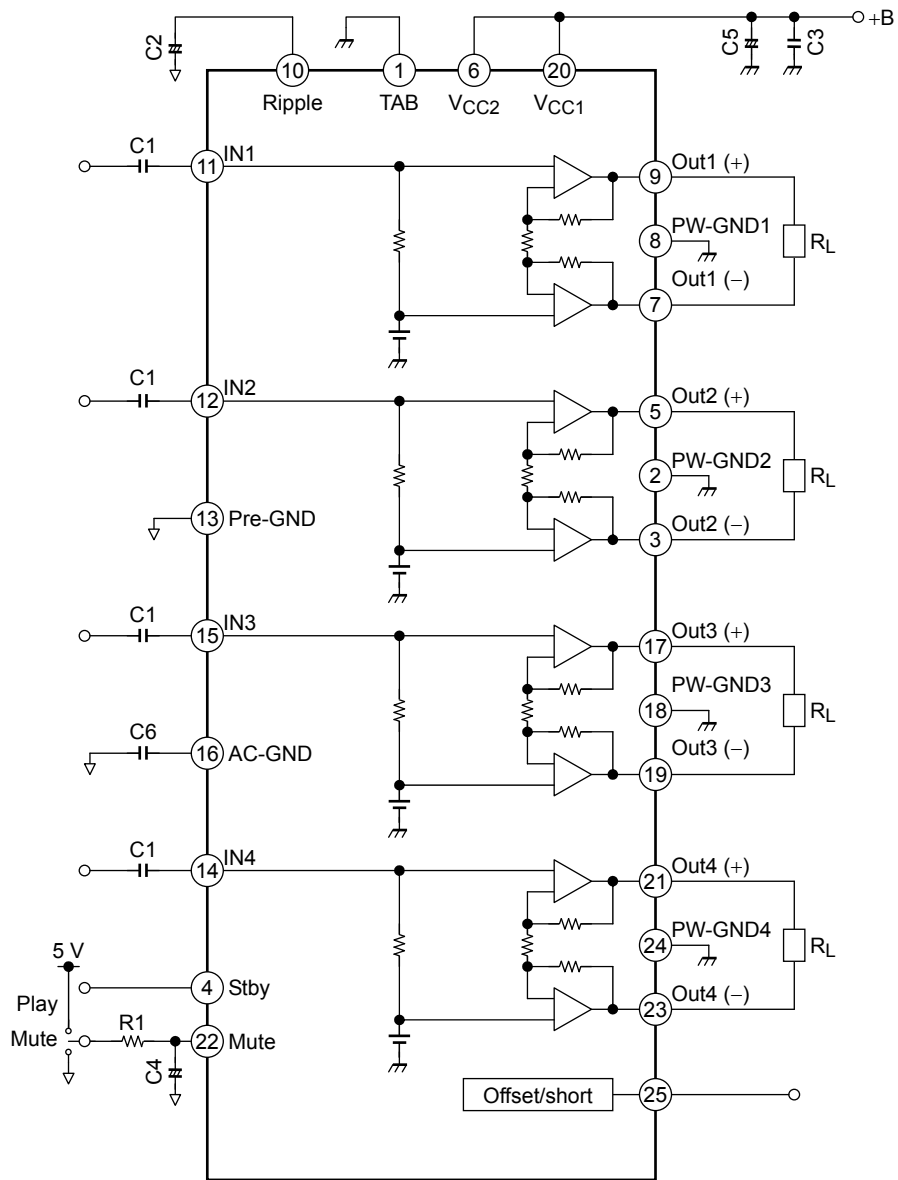 +B
C2
C5
C3
10
1
6
20
Ripple
TAB
VCC2
VCC1
C1
11
IN1
9
Out1 (+)
8
PW-GND1
RL
7
Out1 (−)
C1
12
IN2
5
Out2 (+)
2
PW-GND2
RL
13
Pre-GND
3
Out2 (−)
C1
15
IN3
17
Out3 (+)
18
PW-GND3
RL
C6
16
AC-GND
19
Out3 (−)
C1
14
IN4
21
Out4 (+)
24
PW-GND4
RL
5 V
4
Stby
23
Out4 (−)
Play
Mute
R1
22
Mute
C4
Offset/short
25